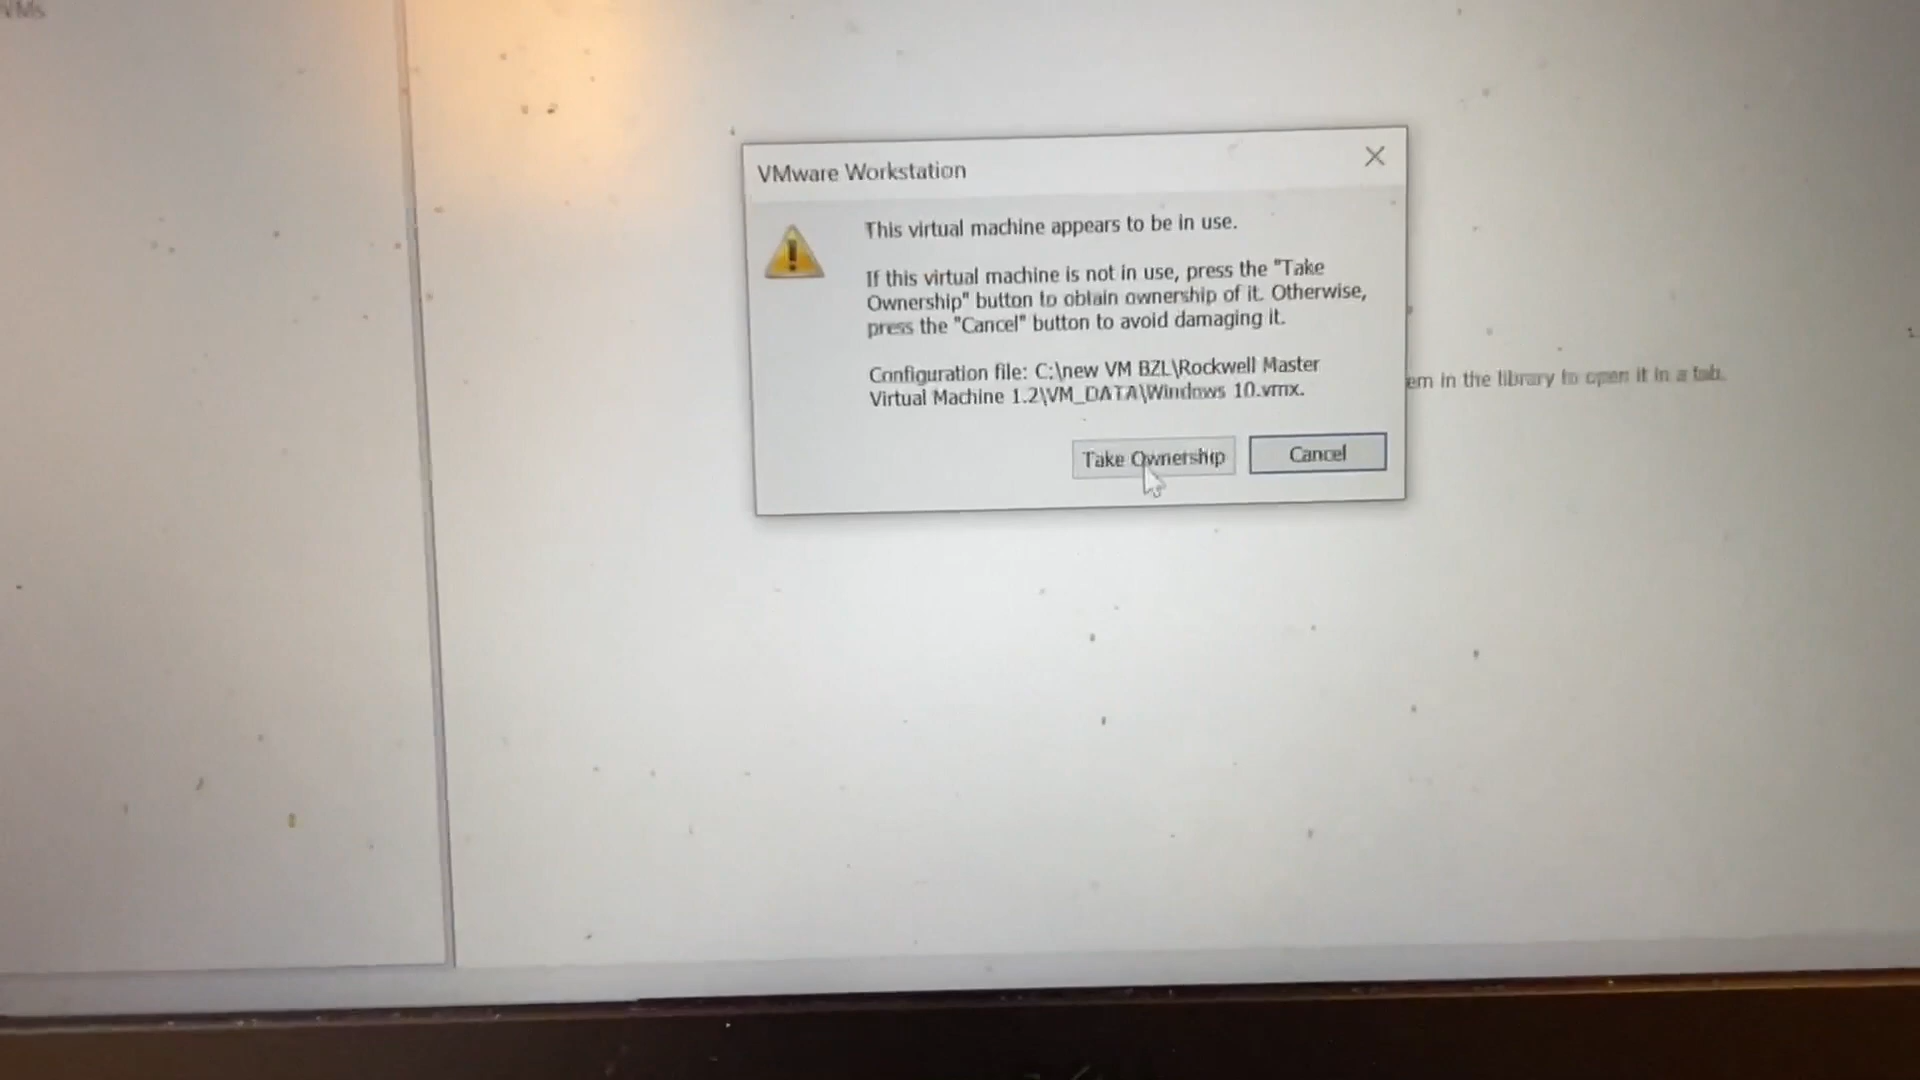 VMs
VMware Workstation
This virtual machine appears to be in use.
If this virtual machine is not in use, press the "Take
Ownership" button to obtain ownership of it. Otherwise,
press the "Cancel" button to avoid damaging it.
Configuration file: C:\new VM BZL\Rockwell Master
Virtual Machine 1.2\VM_DATA\Windows 10.vmx.
em in the library to open it in a tab.
Take Ownership
Cancel